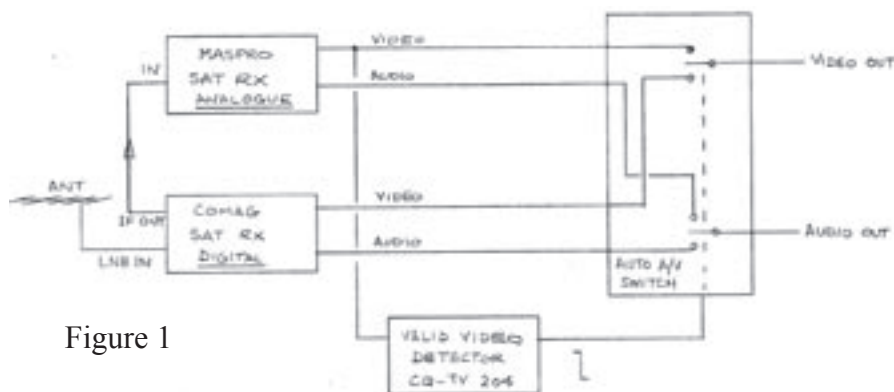 MASPRO
SAT RX
ANALOGUE
IN
VIDEO
AUDIO
VIDEO OUT
ANT
IF OUT
LNB IN
COMAG
SAT RX
DIGITAL
VIDEO
AUDIO
AUDIO OUT
AUTO A/V
SWITCH
VALID VIDEO
DETECTOR
CQ-TV
Figure 1